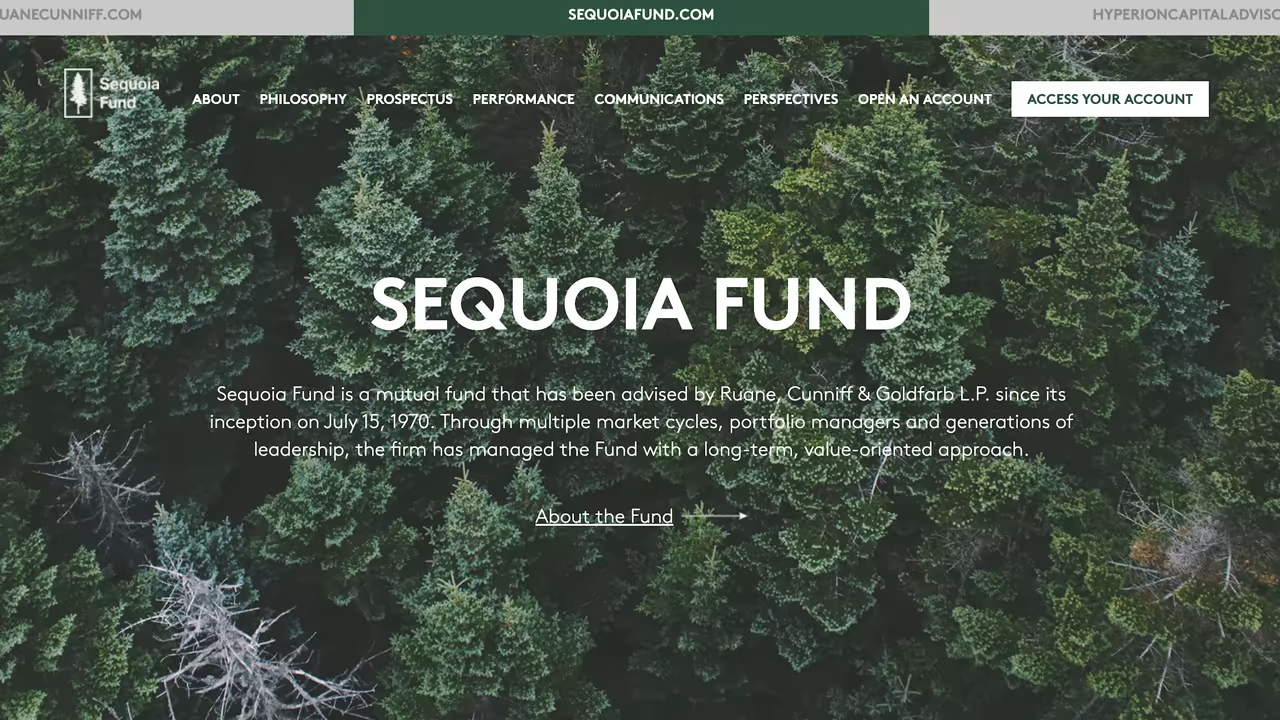 UANECUNNIFF.COM
SEQUOIAFUND.COM
HYPERIONCAPITALADVISO
Sequoia
Fund
ABOUT PHILOSOPHY PROSPECTUS PERFORMANCE COMMUNICATIONS PERSPECTIVES OPEN AN ACCOUNT ACCESS YOUR ACCOUNT
SEQUOIA FUND
Sequoia Fund is a mutual fund that has been advised by Ruane, Cunniff & Goldfarb L.P. since its
inception on July 15, 1970. Through multiple market cycles, portfolio managers and generations of
leadership, the firm has managed the Fund with a long-term, value-oriented approach.
About the Fund